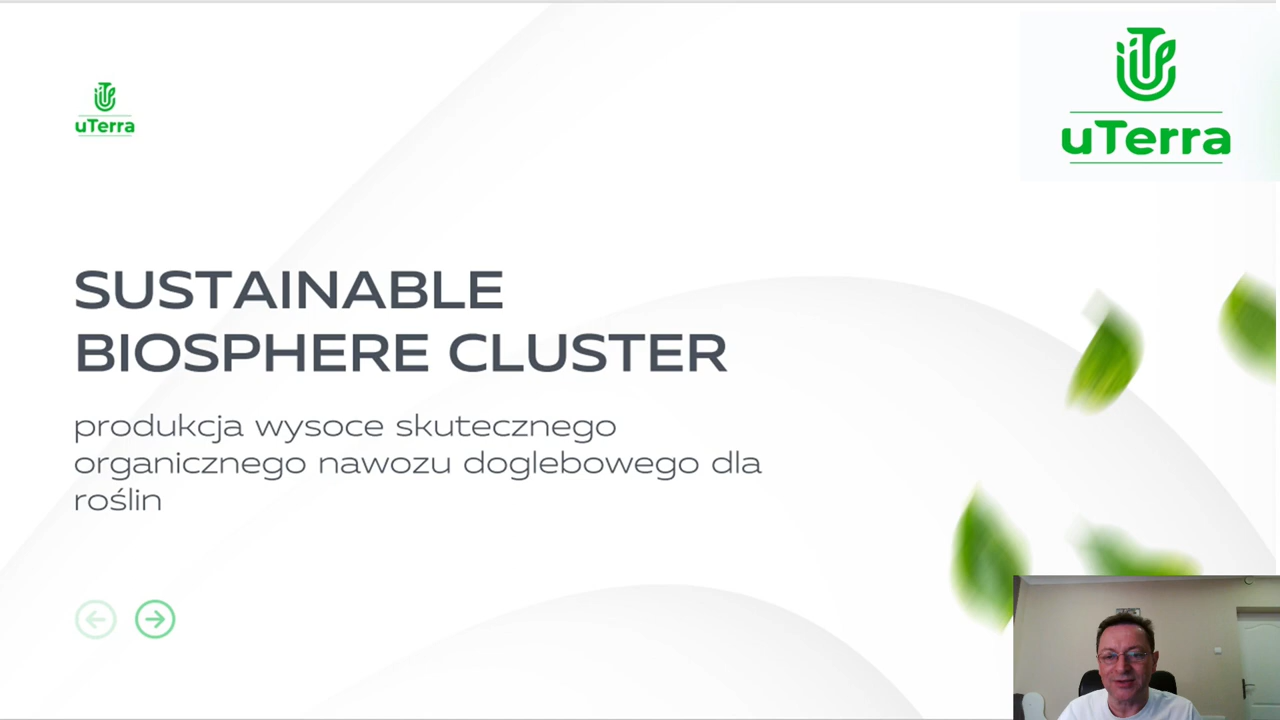 uTerra
uTerra
SUSTAINABLE
BIOSPHERE CLUSTER
produkcja wysoce skutecznego
organicznego nawozu doglebowego dla
roślin